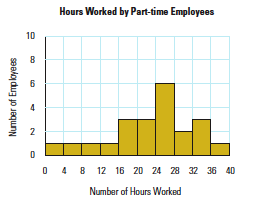 Hours Worked by Part-time Employees
Number of Employees
10
8
6
4
2
0
0 4 8 12 16 20 24 28 32 36 40
Number of Hours Worked